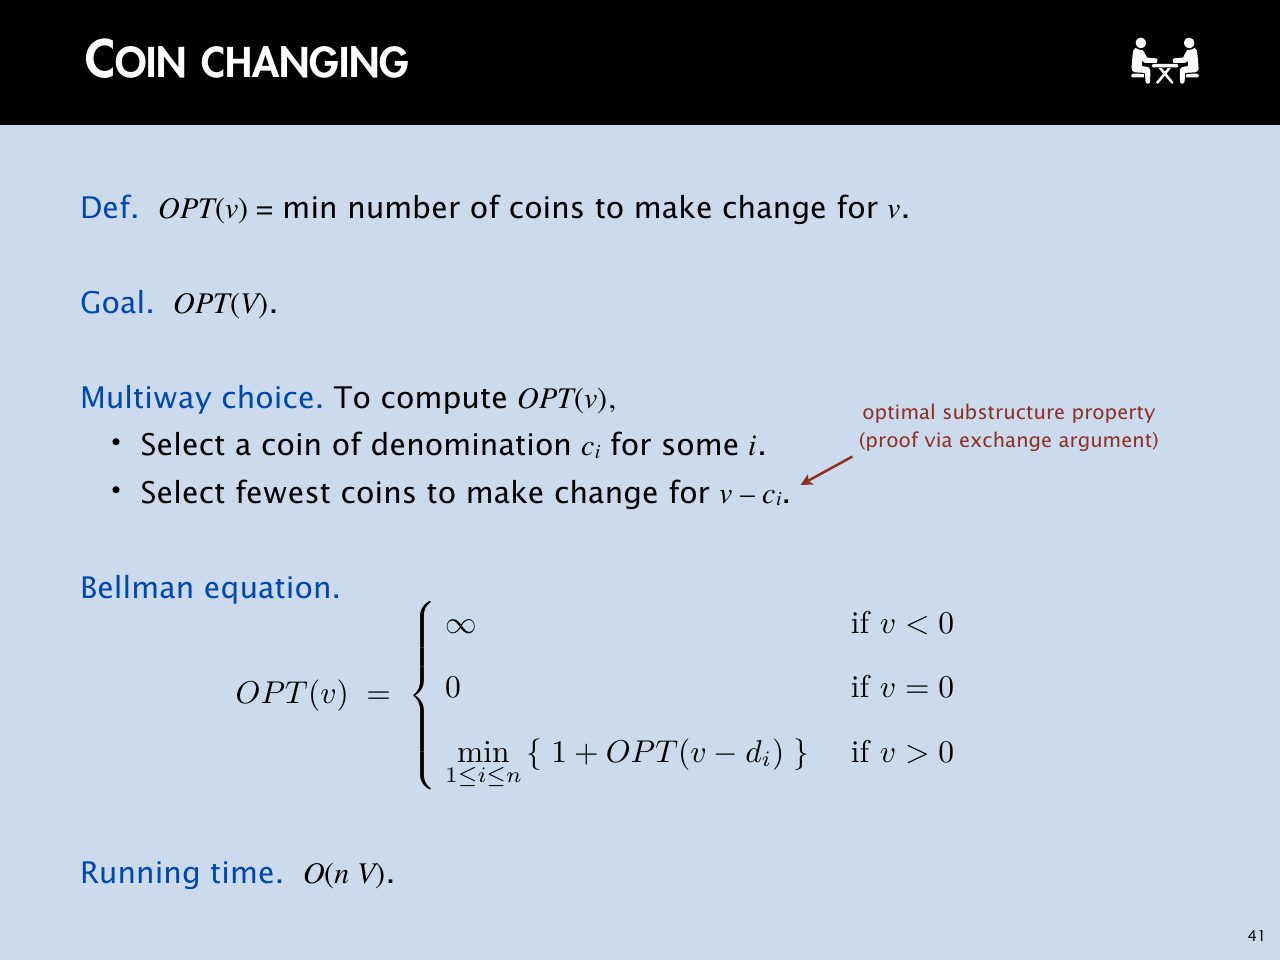 COIN CHANGING
Def. OPT(v) = min number of coins to make change for v.
Goal. OPT(V).
Multiway choice. To compute OPT(v),
• Select a coin of denomination cᵢ for some i.
• Select fewest coins to make change for v – cᵢ.
optimal substructure property
(proof via exchange argument)
Bellman equation.
OPT(v) = { ∞ if v < 0
0 if v = 0
min 1≤i≤n { 1 + OPT(v − dᵢ) } if v > 0
Running time. O(n V).
41